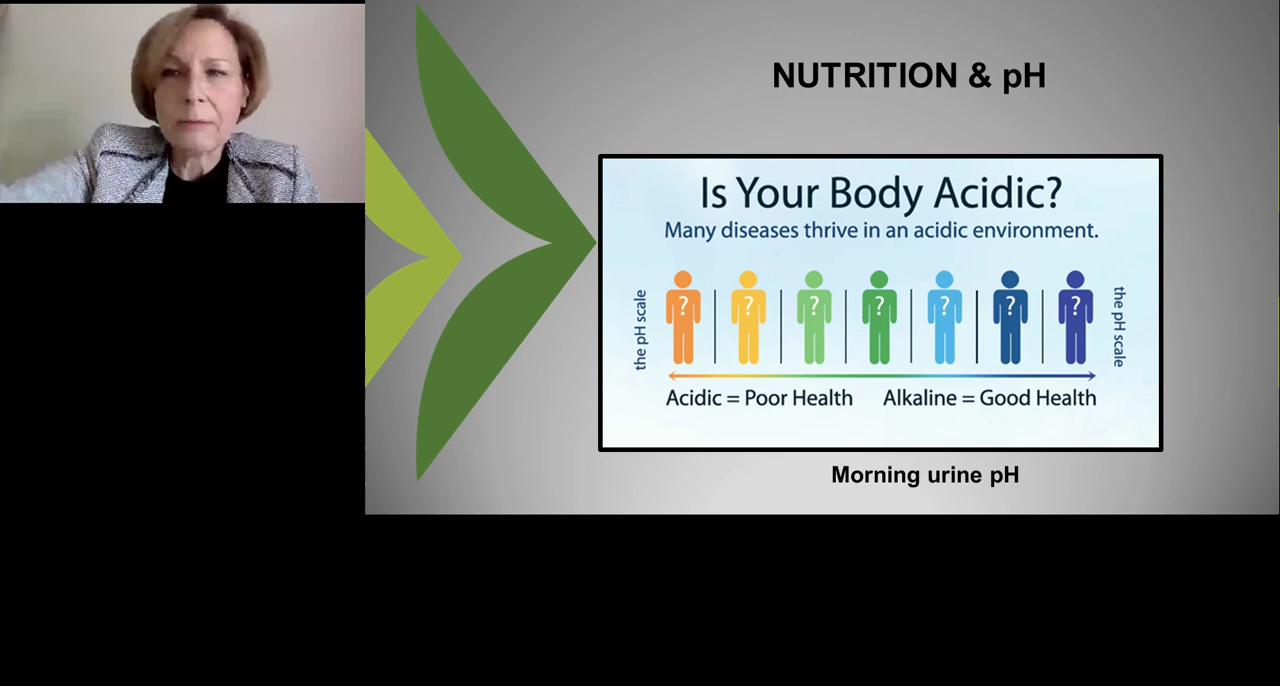 NUTRITION & pH
Is Your Body Acidic?
Many diseases thrive in an acidic environment.
the pH scale
? ? ? ? ? ? ?
the pH scale
Acidic = Poor Health Alkaline = Good Health
Morning urine pH